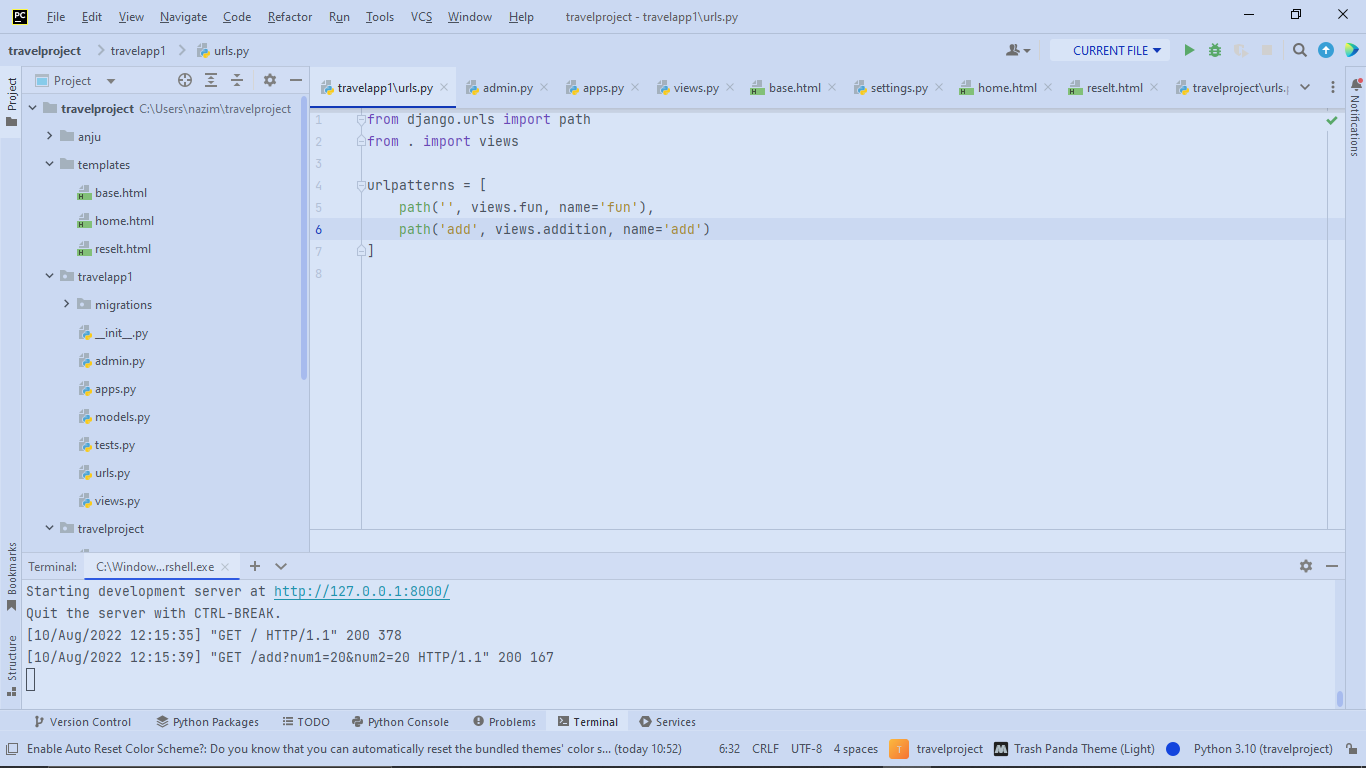 PC File Edit View Navigate Code Refactor Run Tools VCS Window Help travelproject - travelapp1\urls.py
travelproject travelapp1 urls.py CURRENT FILE
Project
Project
travelproject C:\Users\nazim\travelproject
anju
templates
base.html
home.html
reselt.html
travelapp1
migrations
__init__.py
admin.py
apps.py
models.py
tests.py
urls.py
views.py
travelproject
travelapp1\urls.py admin.py apps.py views.py base.html settings.py home.html reselt.html travelproject\urls.p
1 from django.urls import path
2 from . import views
3
4 urlpatterns = [
5 path('', views.fun, name='fun'),
6 path('add', views.addition, name='add')
7 ]
8
Notifications
Bookmarks
Structure
Terminal: C:\Window...rshell.exe
Starting development server at http://127.0.0.1:8000/
Quit the server with CTRL-BREAK.
[10/Aug/2022 12:15:35] "GET / HTTP/1.1" 200 378
[10/Aug/2022 12:15:39] "GET /add?num1=20&num2=20 HTTP/1.1" 200 167
Version Control Python Packages TODO Python Console Problems Terminal Services
Enable Auto Reset Color Scheme?: Do you know that you can automatically reset the bundled themes' color s... (today 10:52) 6:32 CRLF UTF-8 4 spaces T travelproject M Trash Panda Theme (Light) Python 3.10 (travelproject)